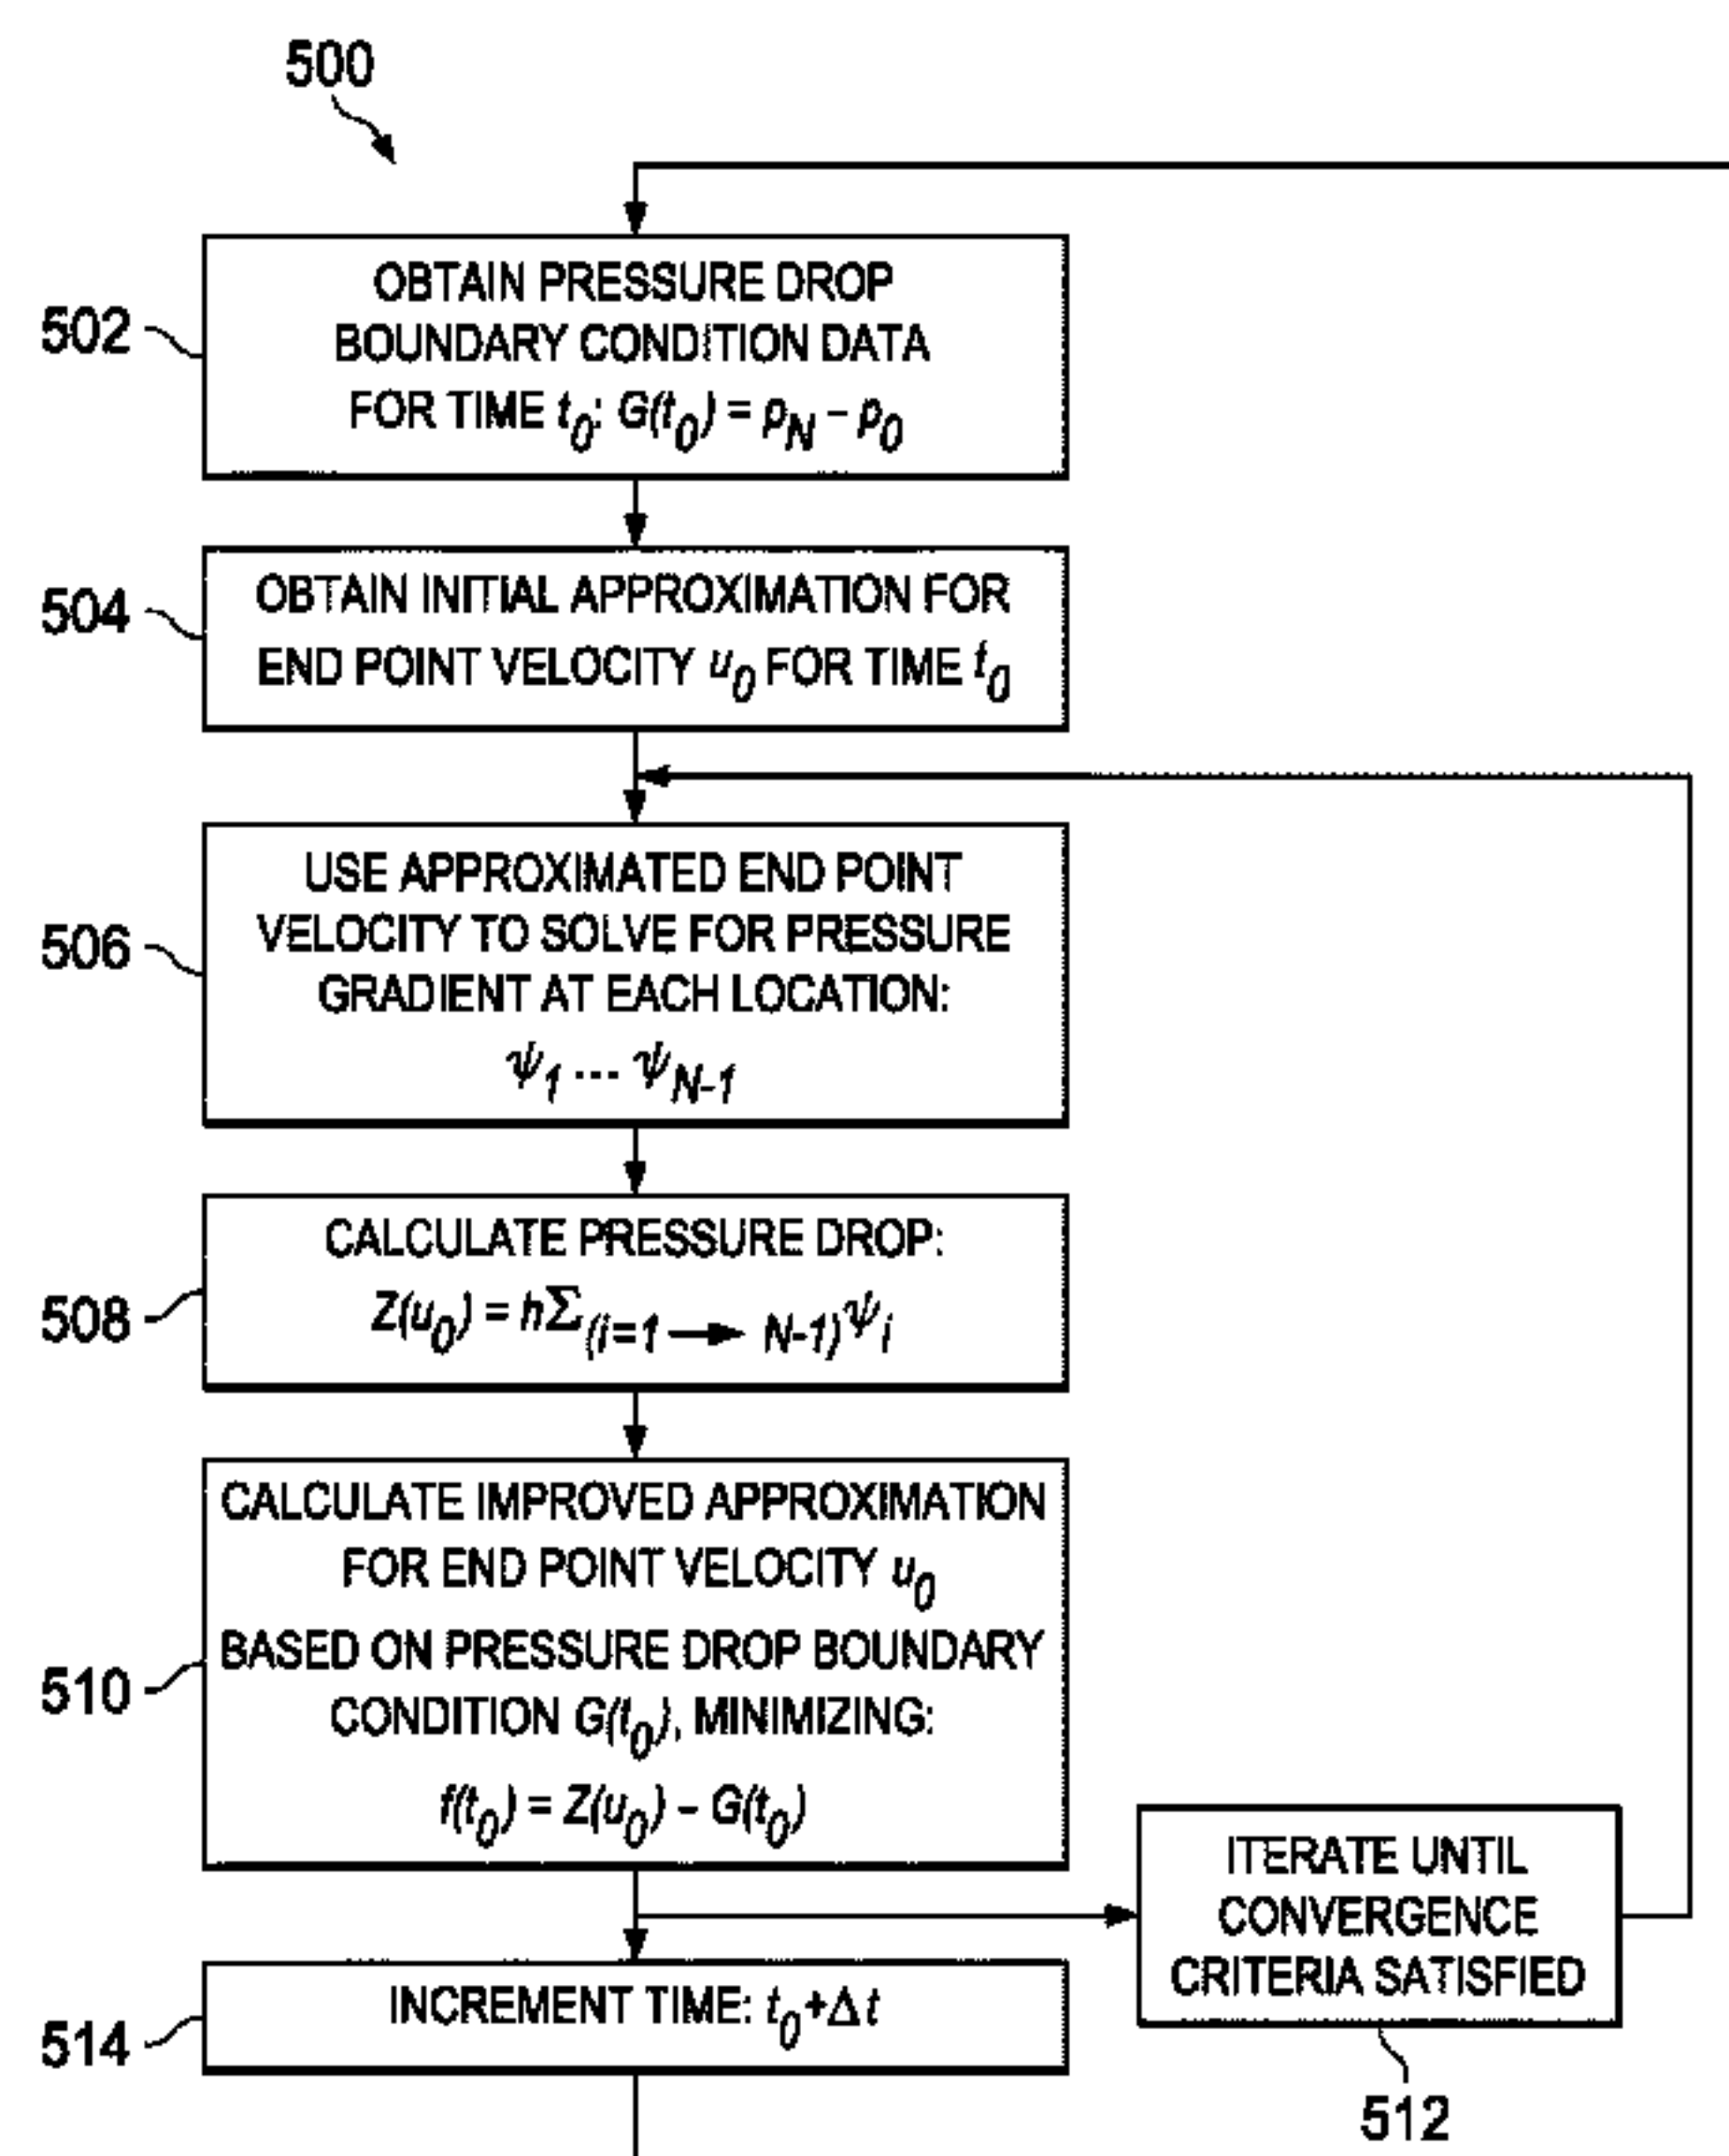 500
502
OBTAIN PRESSURE DROP
BOUNDARY CONDITION DATA
FOR TIME t₀: G(t₀) = p_N – p₀
504
OBTAIN INITIAL APPROXIMATION FOR
END POINT VELOCITY u₀ FOR TIME t₀
506
USE APPROXIMATED END POINT
VELOCITY TO SOLVE FOR PRESSURE
GRADIENT AT EACH LOCATION:
ψ₁ ... ψ_N-1
508
CALCULATE PRESSURE DROP:
Z(u₀) = hΣ(i=1 → N-1)ψ_i
510
CALCULATE IMPROVED APPROXIMATION
FOR END POINT VELOCITY u₀
BASED ON PRESSURE DROP BOUNDARY
CONDITION G(t₀), MINIMIZING:
f(t₀) = Z(u₀) – G(t₀)
ITERATE UNTIL
CONVERGENCE
CRITERIA SATISFIED
512
514
INCREMENT TIME: t₀+Δt